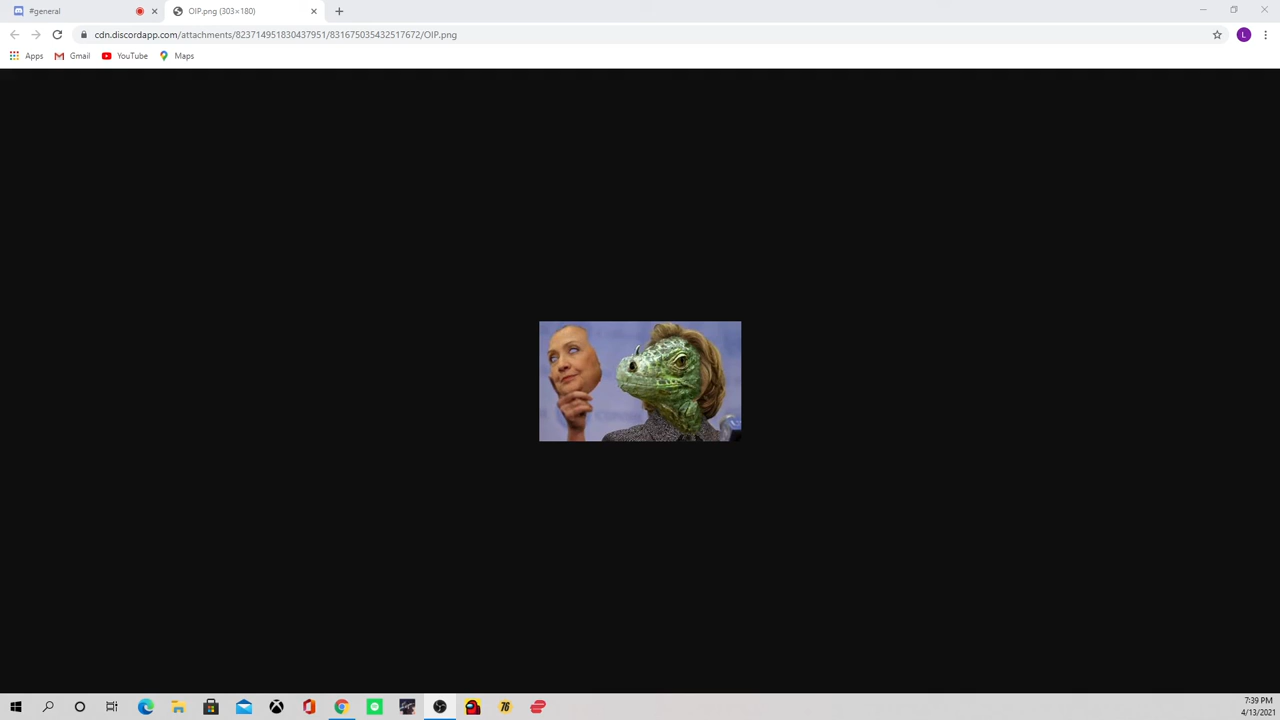 #general
OIP.png (303×180)
cdn.discordapp.com/attachments/823714951830437951/831675035432517672/OIP.png
L
Apps
Gmail
YouTube
Maps
76
7:39 PM
4/13/2021